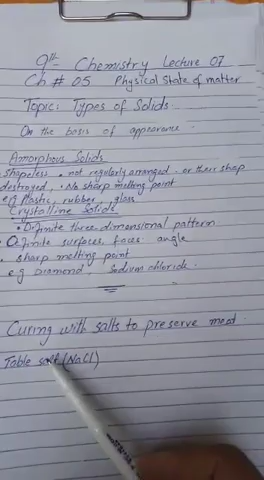 9th Chemistry Lecture 07
Ch # 05 Physical State of matter
Topic: Types of Solids.
On the basis of appearance
Amorphous Solids
Shapeless • not regularly arranged. or there shap
destroyed, • No sharp melting point
e.g Plastic, rubber, glass
Crystalline Solids
• Definite three dimensional pattern
• Definite surfaces, faces angle
• sharp melting point
e.g Diamond, Sodium chloride.
Curing with salts to preserve meat
Table salt (NaCl)